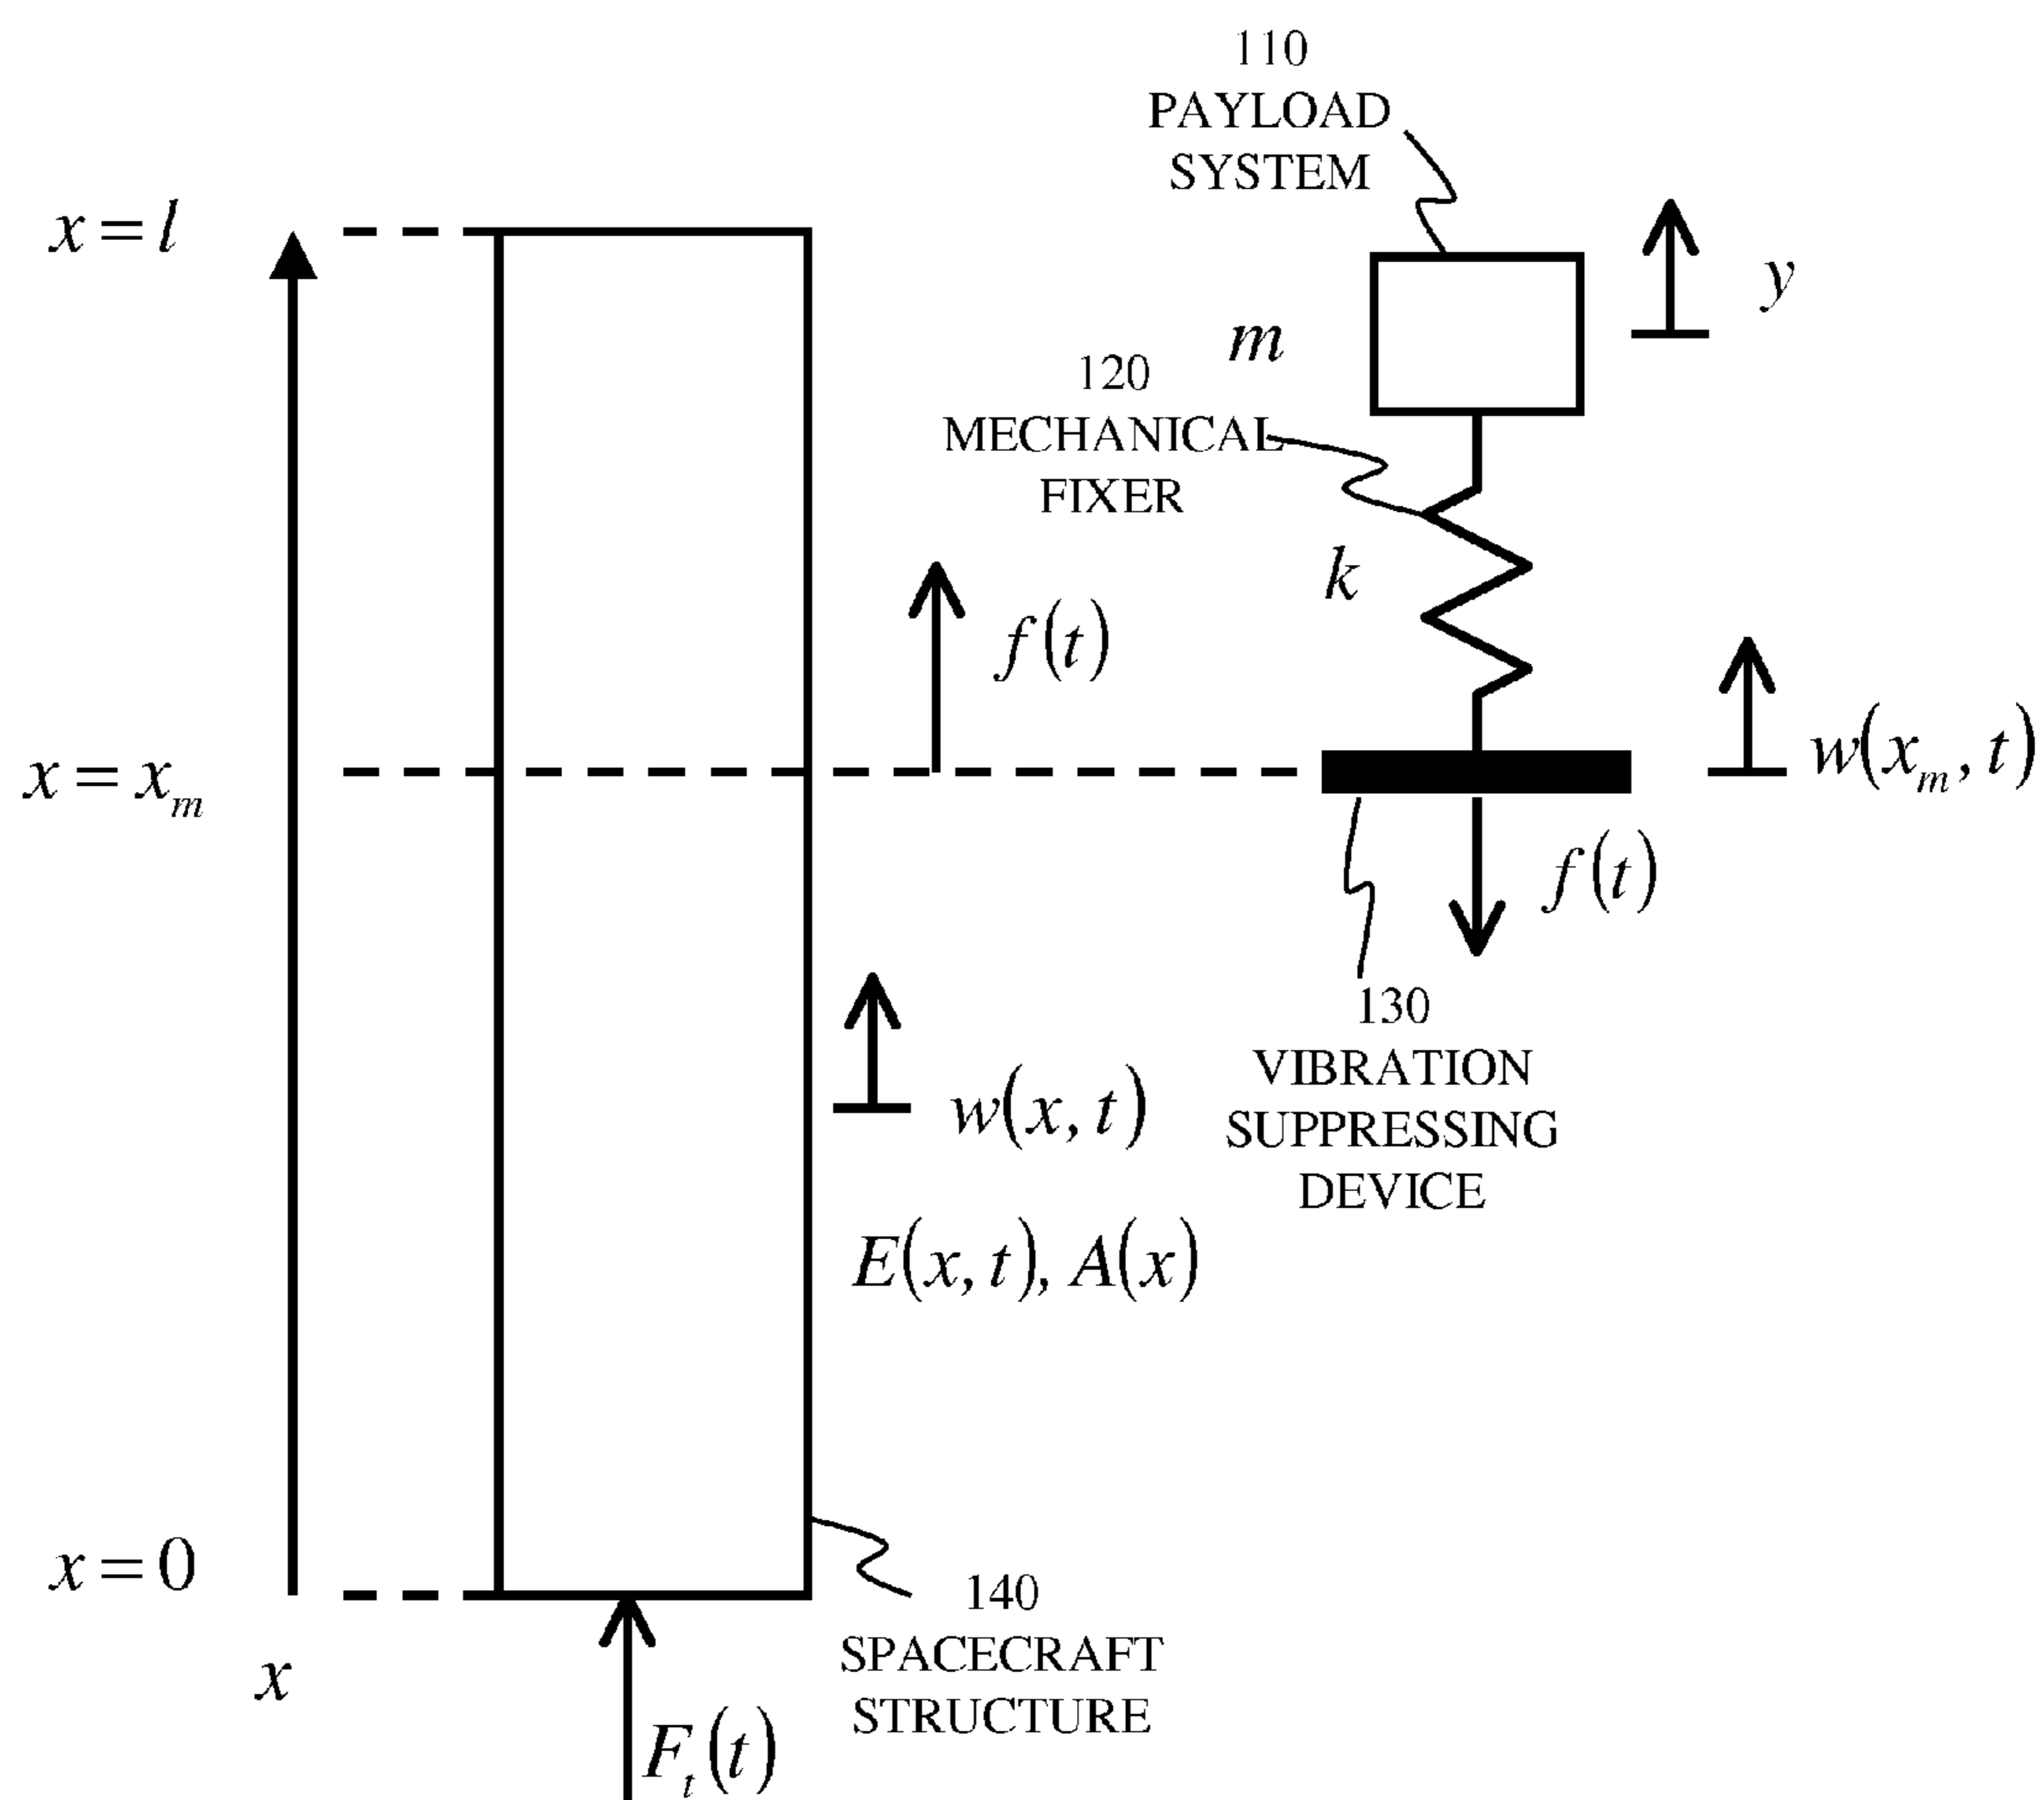 110
PAYLOAD
SYSTEM
x = l
y
m
120
MECHANICAL
FIXER
k
f(t)
x = x_m
w(x_m, t)
f(t)
w(x, t)
130
VIBRATION
SUPPRESSING
DEVICE
E(x, t), A(x)
x = 0
140
SPACECRAFT
STRUCTURE
x
F_t(t)